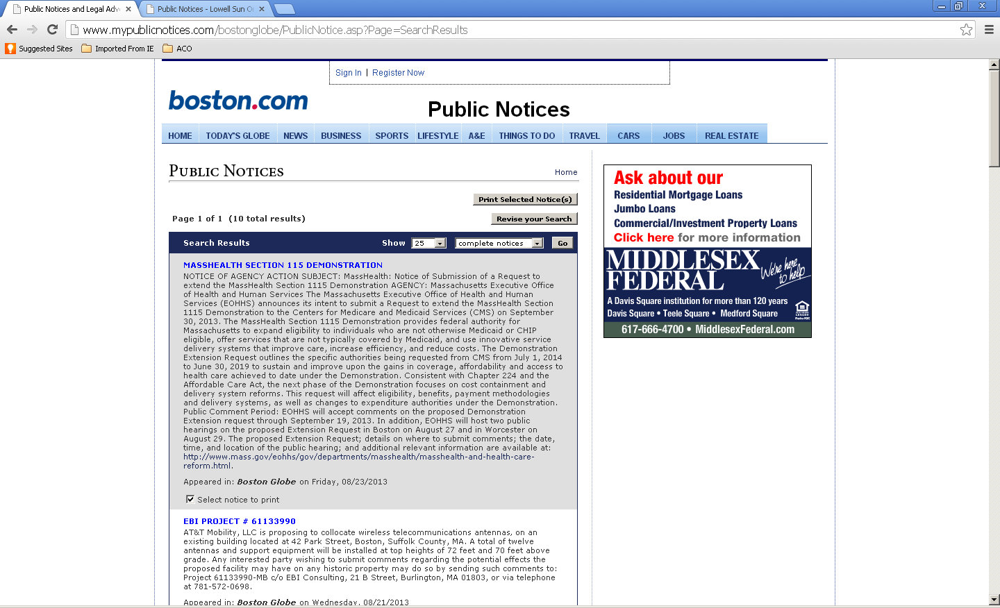 Public Notices and Legal Adv
Public Notices - Lowell Sun O
www.mypublicnotices.com/bostonglobe/PublicNotice.asp?Page=SearchResults
Suggested Sites Imported From IE ACO
Sign In | Register Now
boston.com
Public Notices
HOME TODAY'S GLOBE NEWS BUSINESS SPORTS LIFESTYLE A&E THINGS TO DO TRAVEL CARS JOBS REAL ESTATE
PUBLIC NOTICES
Home
Print Selected Notice(s)
Page 1 of 1 (10 total results)
Revise your Search
Search Results Show 25 complete notices Go
MASSHEALTH SECTION 115 DEMONSTRATION
NOTICE OF AGENCY ACTION SUBJECT: MassHealth: Notice of Submission of a Request to
extend the MassHealth Section 1115 Demonstration AGENCY: Massachusetts Executive Office
of Health and Human Services The Massachusetts Executive Office of Health and Human
Services (EOHHS) announces its intent to submit a Request to extend the MassHealth Section
1115 Demonstration to the Centers for Medicare and Medicaid Services (CMS) on September
30, 2013. The MassHealth Section 1115 Demonstration provides federal authority for
Massachusetts to expand eligibility to individuals who are not otherwise Medicaid or CHIP
eligible, offer services that are not typically covered by Medicaid, and use innovative service
delivery systems that improve care, increase efficiency, and reduce costs. The Demonstration
Extension Request outlines the specific authorities being requested from CMS from July 1, 2014
to June 30, 2019 to sustain and improve upon the gains in coverage, affordability and access to
health care achieved to date under the Demonstration. Consistent with Chapter 224 and the
Affordable Care Act, the next phase of the Demonstration focuses on cost containment and
delivery system reforms. This request will affect eligibility, benefits, payment methodologies
and delivery systems, as well as changes to expenditure authorities under the Demonstration.
Public Comment Period: EOHHS will accept comments on the proposed Demonstration
Extension request through September 19, 2013. In addition, EOHHS will host two public
hearings on the proposed Extension Request in Boston on August 27 and in Worcester on
August 29. The proposed Extension Request; details on where to submit comments; the date,
time, and location of the public hearing; and additional relevant information are available at:
http://www.mass.gov/eohhs/gov/departments/masshealth/masshealth-and-health-care-
reform.html.
Appeared in: Boston Globe on Friday, 08/23/2013
Select notice to print
EBI PROJECT # 61133990
AT&T Mobility, LLC is proposing to collocate wireless telecommunications antennas, on an
existing building located at 42 Park Street, Boston, Suffolk County, MA. A total of twelve
antennas and support equipment will be installed at top heights of 72 feet and 70 feet above
grade. Any interested party wishing to submit comments regarding the potential effects the
proposed facility may have on any historic property may do so by sending such comments to:
Project 61133990-MB c/o EBI Consulting, 21 B Street, Burlington, MA 01803, or via telephone
at 781-572-0698.
Appeared in: Boston Globe on Wednesday, 08/21/2013
Ask about our
Residential Mortgage Loans
Jumbo Loans
Commercial/Investment Property Loans
Click here for more information
MIDDLESEX
FEDERAL
We're here
to help
A Davis Square institution for more than 120 years
Davis Square • Teele Square • Medford Square
617-666-4700 • MiddlesexFederal.com